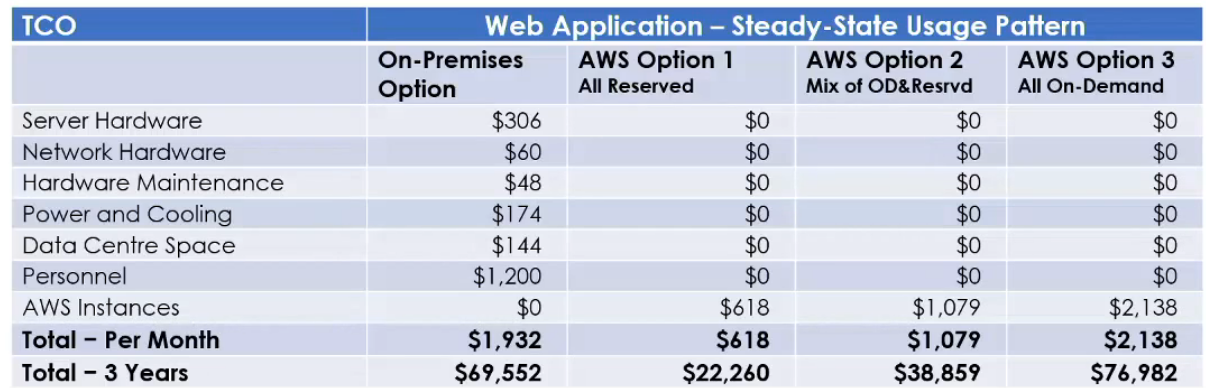 TCO Web Application – Steady-State Usage Pattern
On-Premises Option AWS Option 1 All Reserved AWS Option 2 Mix of OD&Resrvd AWS Option 3 All On-Demand
Server Hardware $306 $0 $0 $0
Network Hardware $60 $0 $0 $0
Hardware Maintenance $48 $0 $0 $0
Power and Cooling $174 $0 $0 $0
Data Centre Space $144 $0 $0 $0
Personnel $1,200 $0 $0 $0
AWS Instances $0 $618 $1,079 $2,138
Total – Per Month $1,932 $618 $1,079 $2,138
Total – 3 Years $69,552 $22,260 $38,859 $76,982